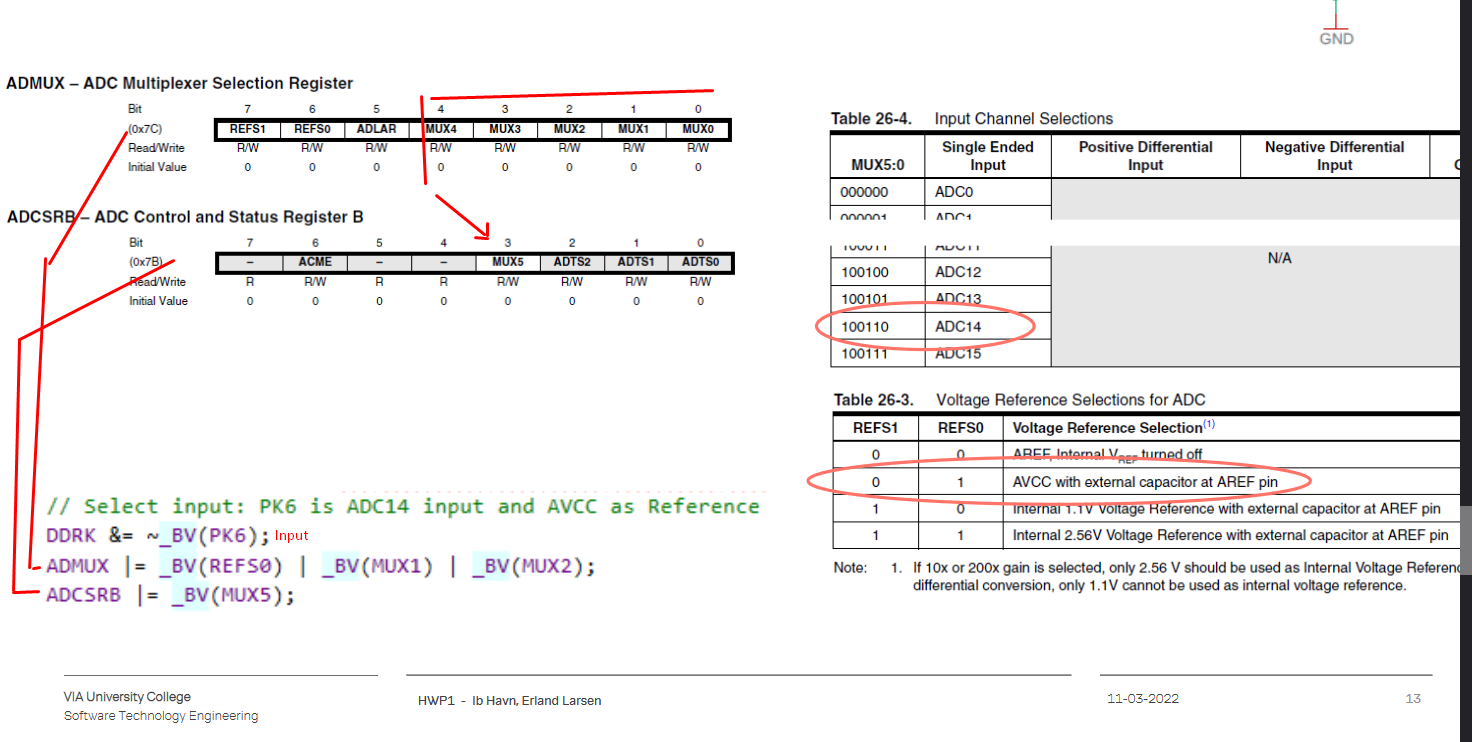 GND
ADMUX – ADC Multiplexer Selection Register
Bit 7 6 5 4 3 2 1 0
(0x7C) REFS1 REFS0 ADLAR MUX4 MUX3 MUX2 MUX1 MUX0
Read/Write R/W R/W R/W R/W R/W R/W R/W R/W
Initial Value 0 0 0 0 0 0 0 0
ADCSRB – ADC Control and Status Register B
Bit 7 6 5 4 3 2 1 0
(0x7B) – ACME – – MUX5 ADTS2 ADTS1 ADTS0
Read/Write R R/W R R R/W R/W R/W R/W
Initial Value 0 0 0 0 0 0 0 0
// Select input: PK6 is ADC14 input and AVCC as Reference
DDRK &= ~_BV(PK6); Input
ADMUX |= _BV(REFS0) | _BV(MUX1) | _BV(MUX2);
ADCSRB |= _BV(MUX5);
Table 26-4. Input Channel Selections
MUX5:0 Single Ended Input Positive Differential Input Negative Differential Input
000000 ADC0
000001 ADC1
100011 ADC11
N/A
100100 ADC12
100101 ADC13
100110 ADC14
100111 ADC15
Table 26-3. Voltage Reference Selections for ADC
REFS1 REFS0 Voltage Reference Selection(1)
0 0 AREF, Internal VREF turned off
0 1 AVCC with external capacitor at AREF pin
1 0 Internal 1.1V Voltage Reference with external capacitor at AREF pin
1 1 Internal 2.56V Voltage Reference with external capacitor at AREF pin
Note: 1. If 10x or 200x gain is selected, only 2.56 V should be used as Internal Voltage
differential conversion, only 1.1V cannot be used as internal voltage reference.
VIA University College
Software Technology Engineering
HWP1 - Ib Havn, Erland Larsen
11-03-2022
13